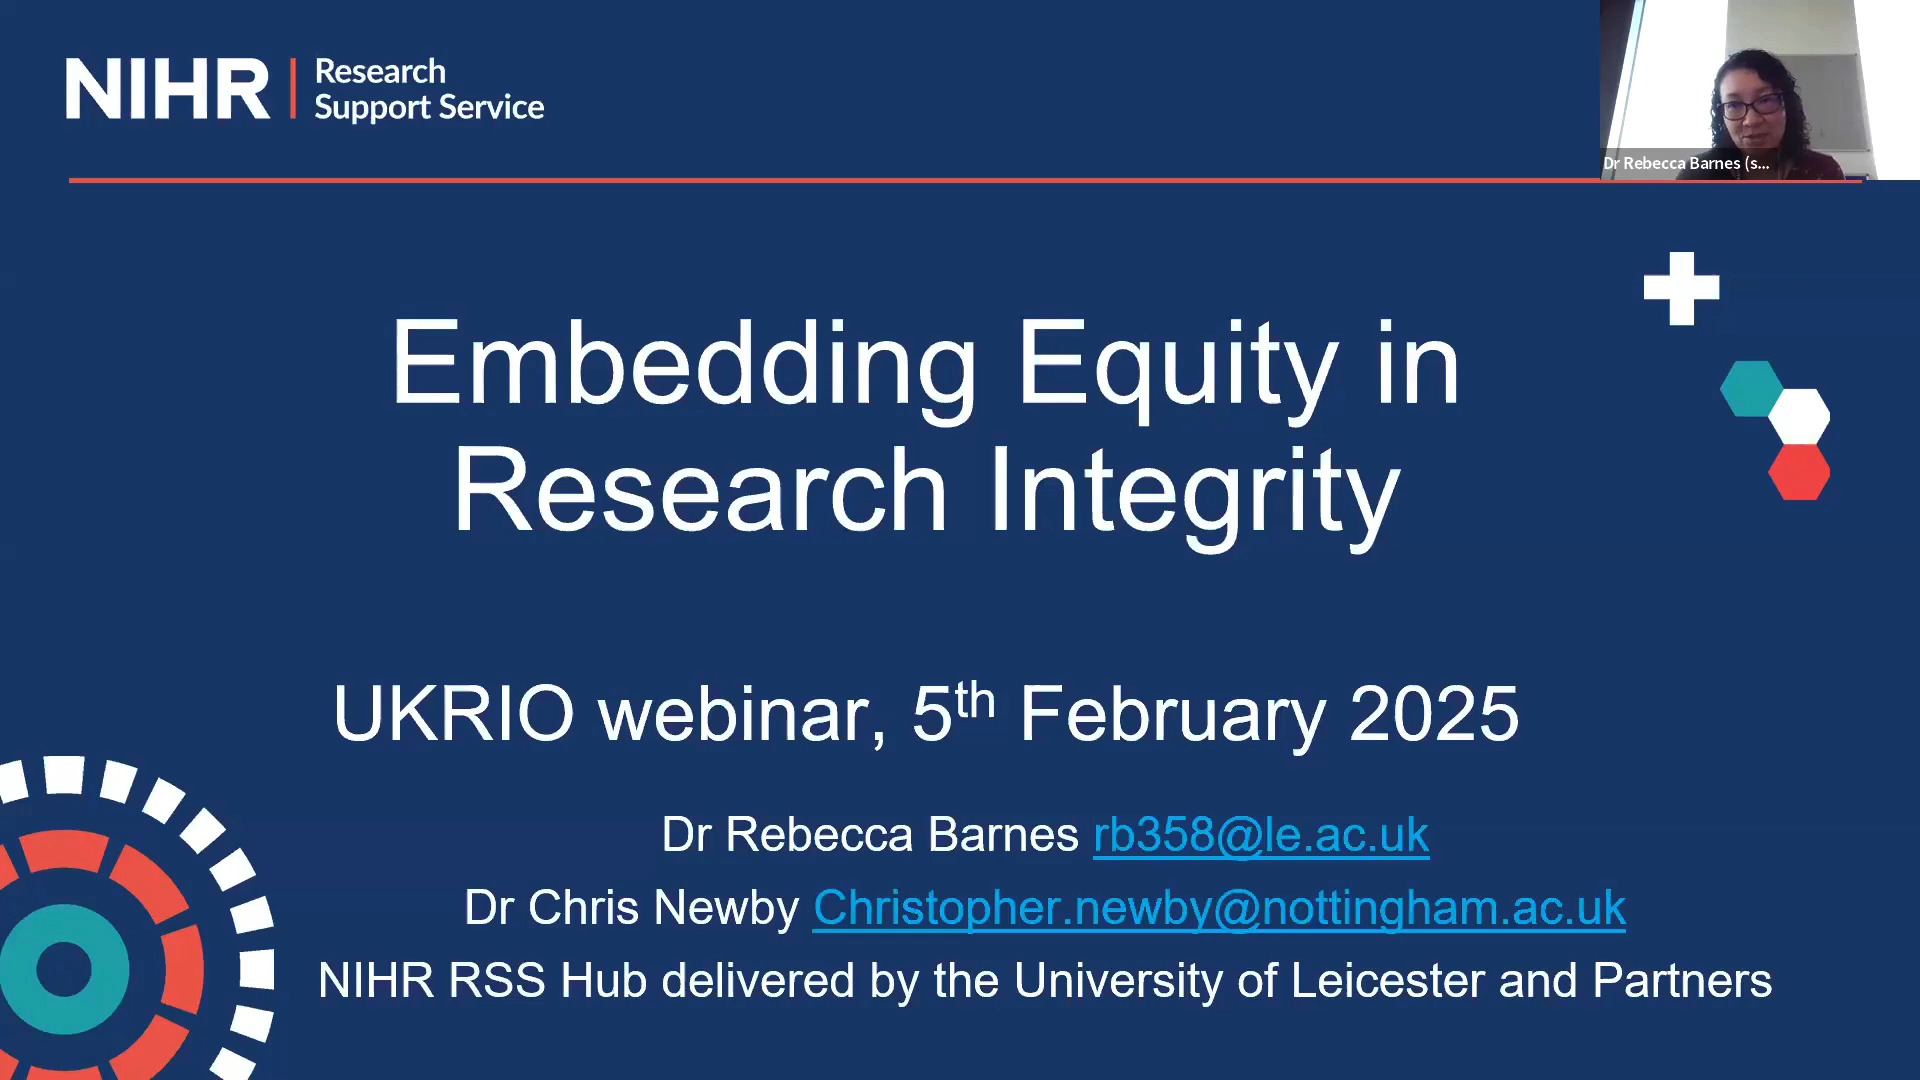 NIHR | Research
Support Service
Dr Rebecca Barnes (s...
Embedding Equity in
Research Integrity
UKRIO webinar, 5th February 2025
Dr Rebecca Barnes rb358@le.ac.uk
Dr Chris Newby Christopher.newby@nottingham.ac.uk
NIHR RSS Hub delivered by the University of Leicester and Partners